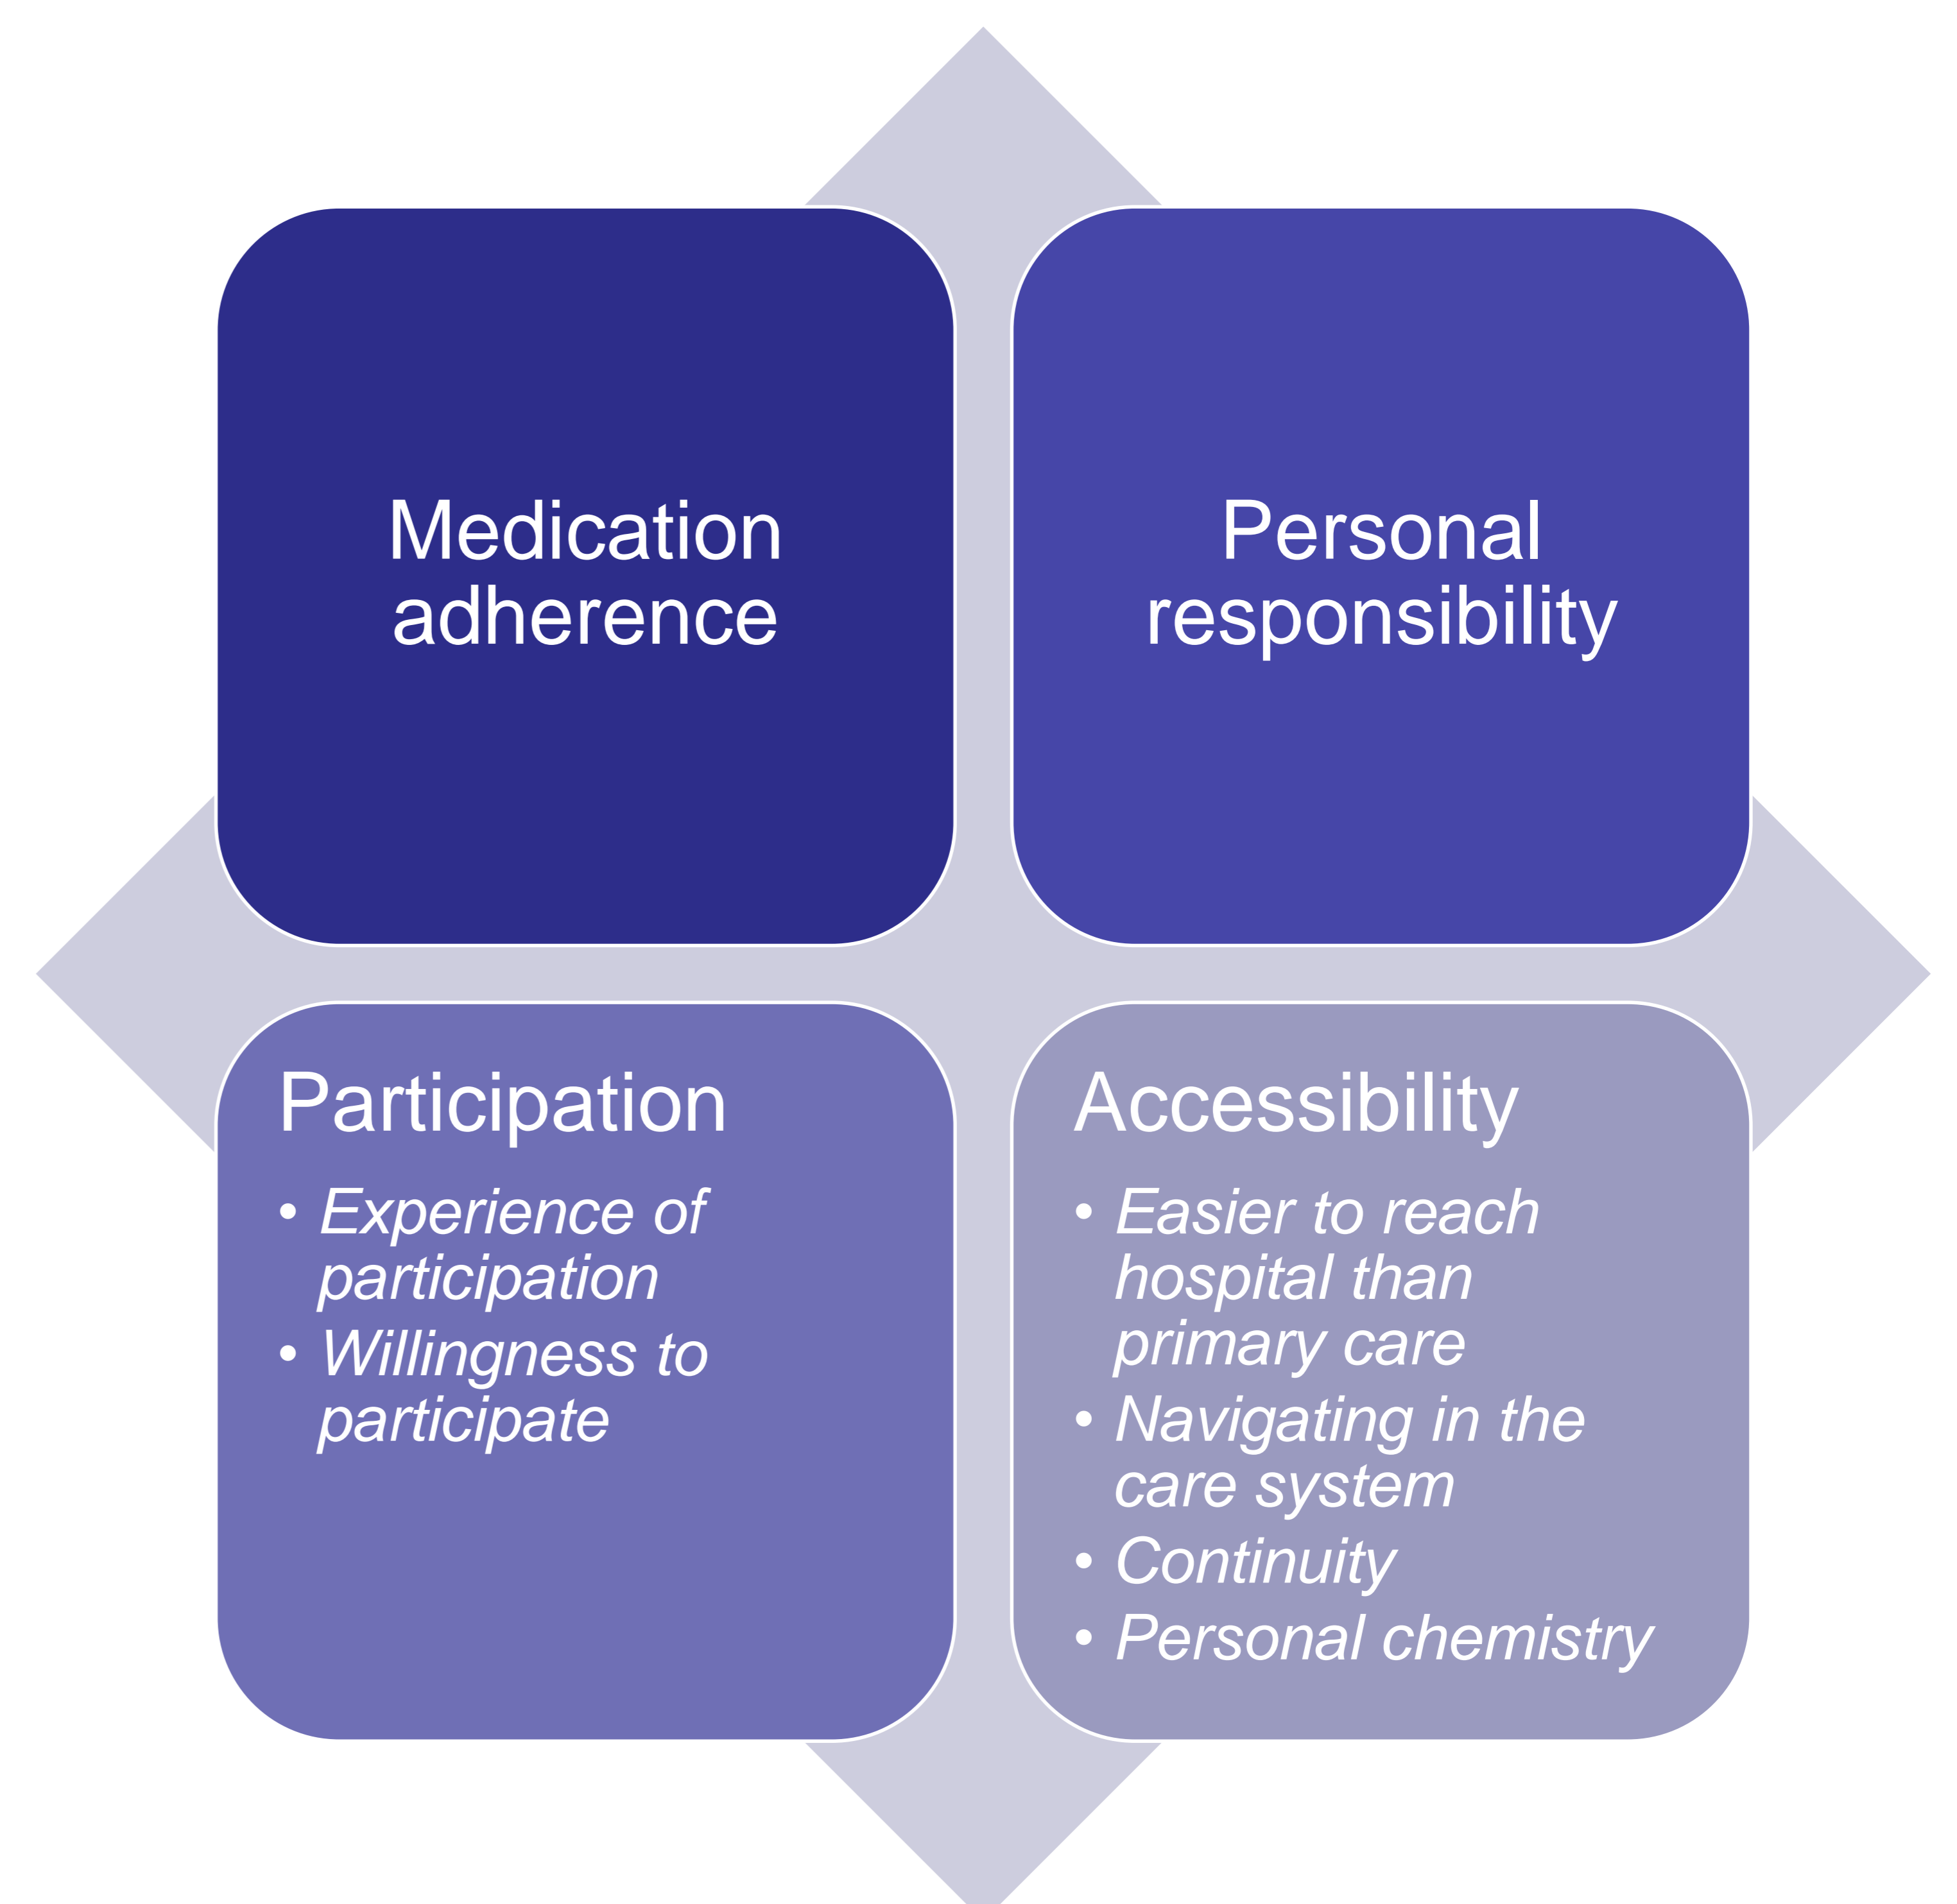 Medication
adherence
Personal
responsibility
Participation
• Experience of
participation
• Willingness to
participate
Accessibility
• Easier to reach
hospital than
primary care
• Navigating in the
care system
• Continuity
• Personal chemistry